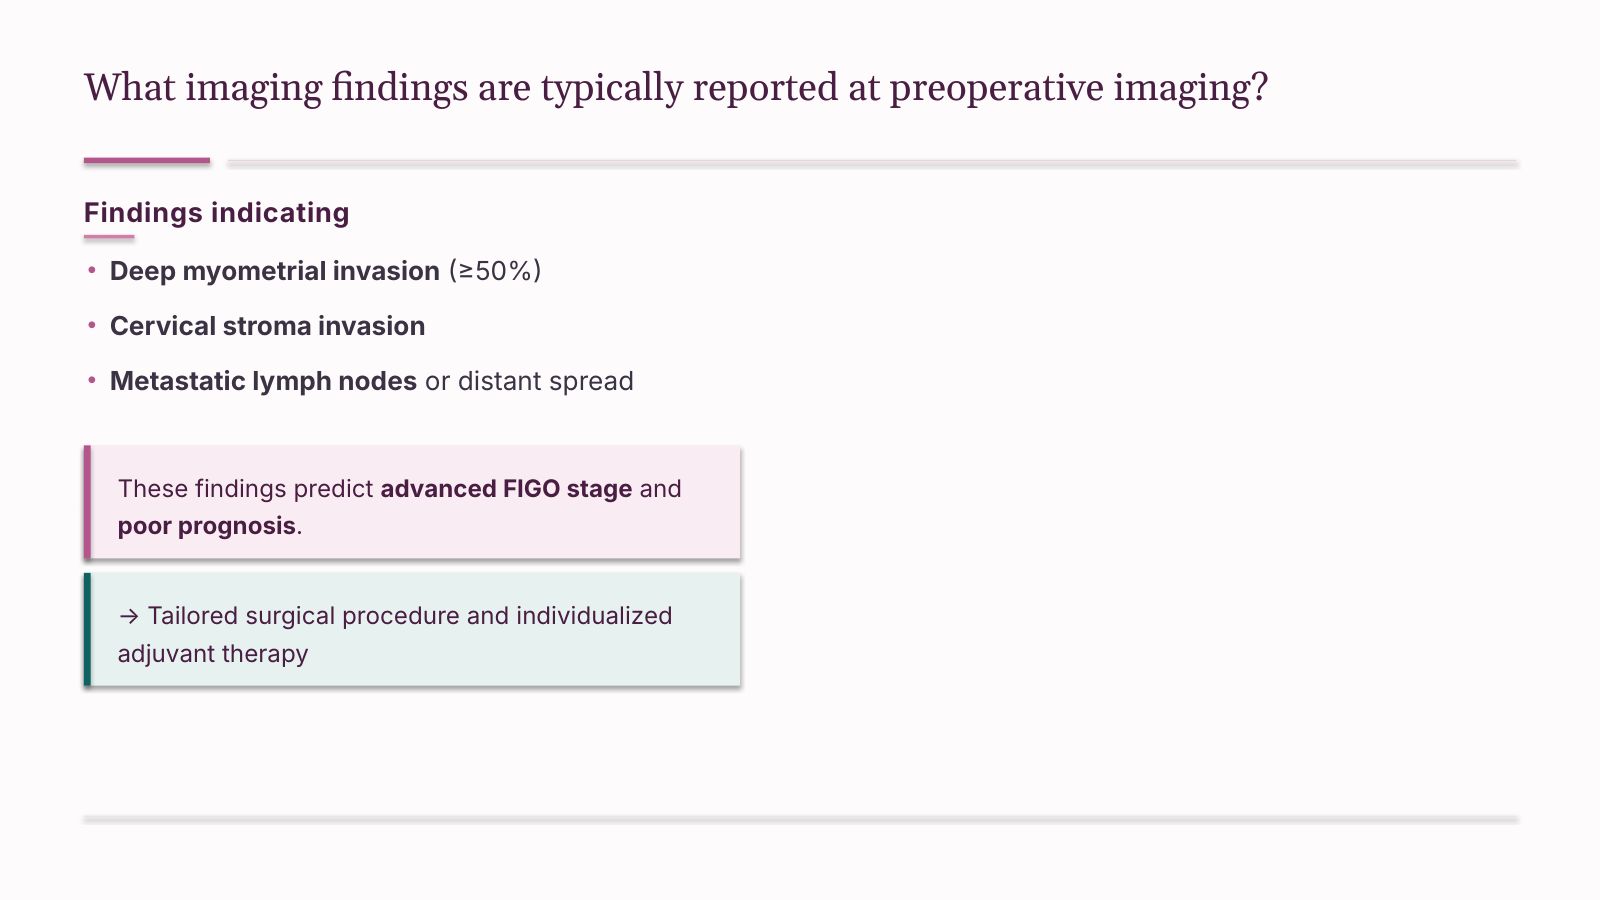 What imaging findings are typically reported at preoperative imaging?
Findings indicating
• Deep myometrial invasion (≥50%)
• Cervical stroma invasion
• Metastatic lymph nodes or distant spread
These findings predict advanced FIGO stage and
poor prognosis.
→ Tailored surgical procedure and individualized
adjuvant therapy